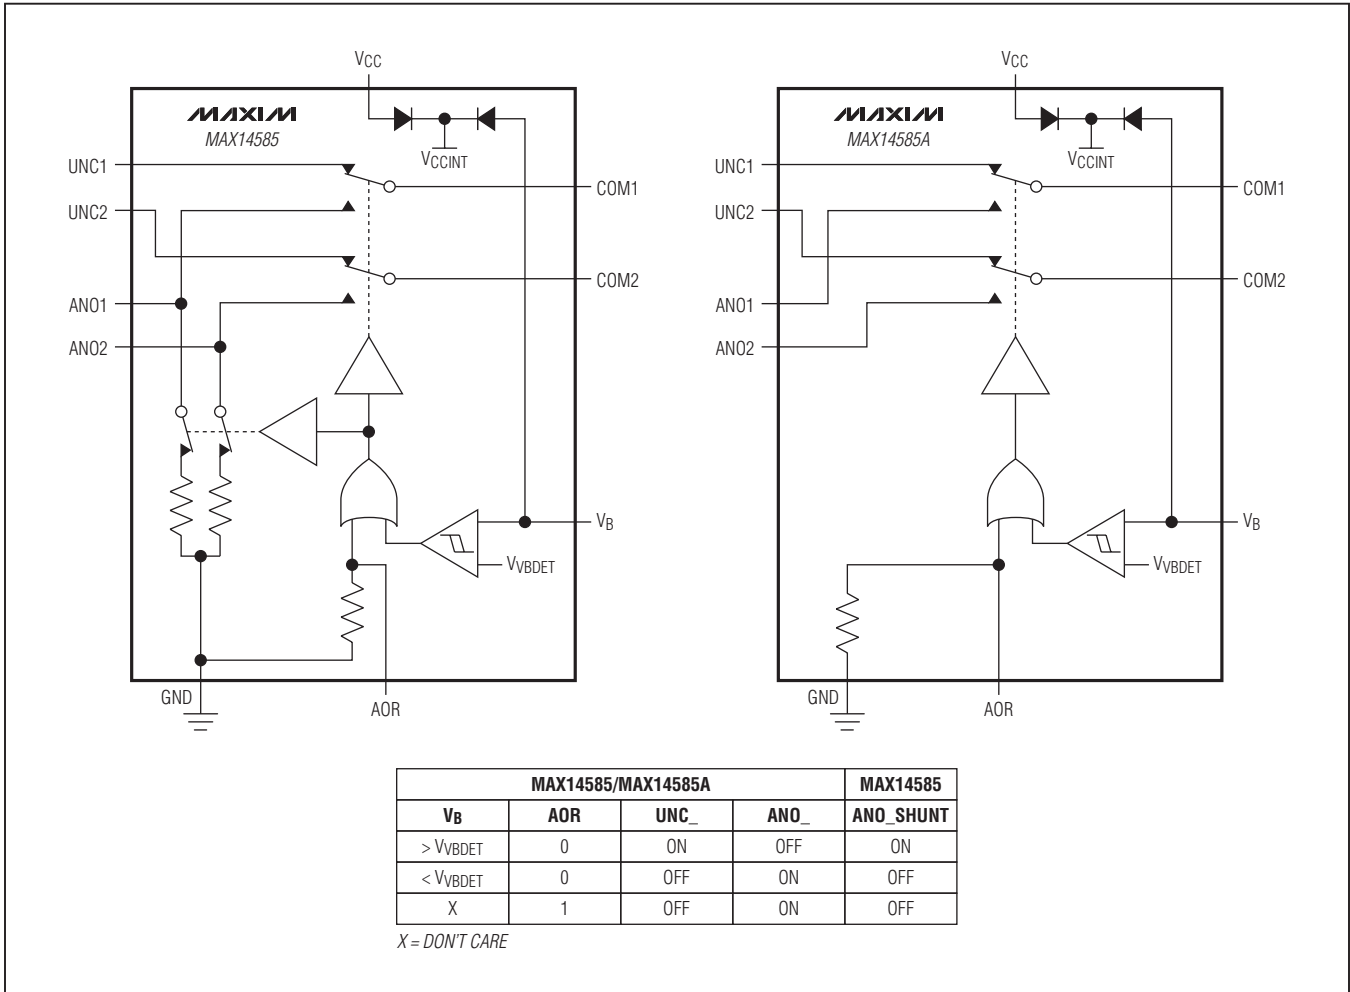 VCC
MAXIM
MAX14585
VCCINT
UNC1
UNC2
ANO1
ANO2
COM1
COM2
VB
VVBDET
GND
AOR
VCC
MAXIM
MAX14585A
VCCINT
UNC1
UNC2
ANO1
ANO2
COM1
COM2
VB
VVBDET
GND
AOR
MAX14585/MAX14585A MAX14585
VB AOR UNC_ ANO_ ANO_SHUNT
> VVBDET 0 ON OFF ON
< VVBDET 0 OFF ON OFF
X 1 OFF ON OFF
X = DON'T CARE